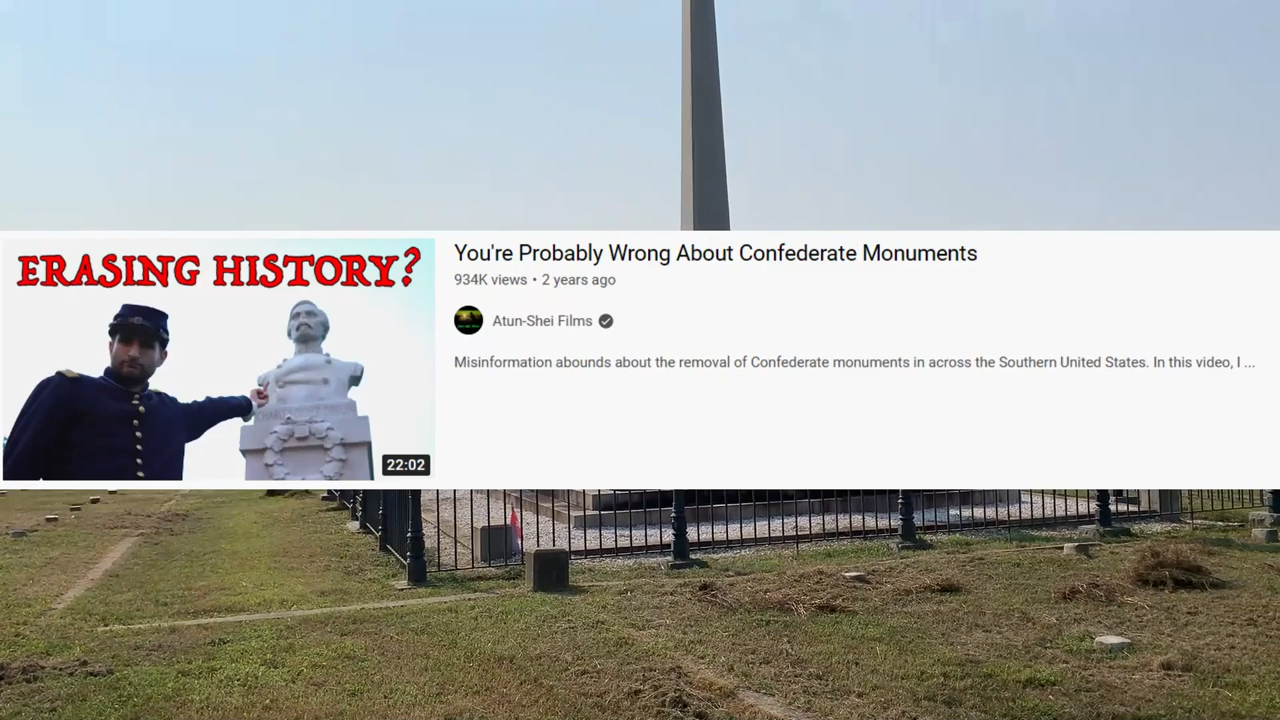 ERASING HISTORY?
22:02
You're Probably Wrong About Confederate Monuments
934K views • 2 years ago
Atun-Shei Films
Misinformation abounds about the removal of Confederate monuments in across the Southern United States. In this video, I ...